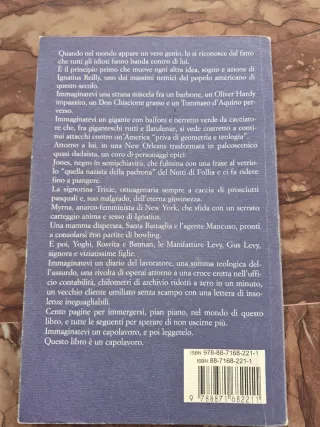 Quando nel mondo appare un vero genio, lo si riconosce dal fatto
che tutti gli idioti fanno banda contro di lui.
È il principio primo che muove ogni altra idea, sogno e azione di
Ignatius Reilly, uno dei massimi nemici del popolo americano di
questo secolo.
Immaginatevi una strana miscela fra un barbone, un Oliver Hardy
impazzito, un Don Chisciotte grasso e un Tommaso d'Aquino per-
verso.
Immaginatevi un gigante con baffoni e berretto verde da cacciato-
re che, fra giganteschi rutti e flatulenze, si vede costretto a conti-
nui attacchi contro un'America "priva di geometria e teologia".
Attorno a lui, in una New Orleans trasformata in palcoscenico
quasi dadaista, un coro di personaggi epici:
Jones, negro in semischiavitù, che fulmina con una frase al vetrio-
lo "quella nazista della padrona" del Notti di Follia e ci fa ridere
fino a piangere.
La signorina Trixie, ottuagenaria sempre a caccia di prosciutti
pasquali e, suo malgrado, dell'eterna giovinezza.
Myrna, anarco-femminista di New York, che sfida con un serrato
carteggio anima e sesso di Ignatius.
Una mamma disperata, Santa Battaglia e l'agente Mancuso, pronti
a consolarsi con partite di bowling.
E poi, Yoghi, Rosvita e Batman, le Manifatture Levy, Gus Levy,
signora e viziatissime figlie.
Immaginatevi un diario del lavoratore, una summa teologica del-
l'assurdo, una rivolta di operai attorno a una croce eretta nell'uffi-
cio contabilità, chilometri di archivio ridotti a zero in un minuto,
un vecchio cliente umiliato senza scampo con una lettera di inso-
lenze ineguagliabili.
Cento pagine per immergersi, pian piano, nel mondo di questo
libro, e tutte le seguenti per sperare di non uscirne più.
Immaginatevi un capolavoro, e poi leggetelo.
Questo libro è un capolavoro.
ISBN 978-88-7168-221-1
ISBN 88-7168-221-1
9 788871 682211